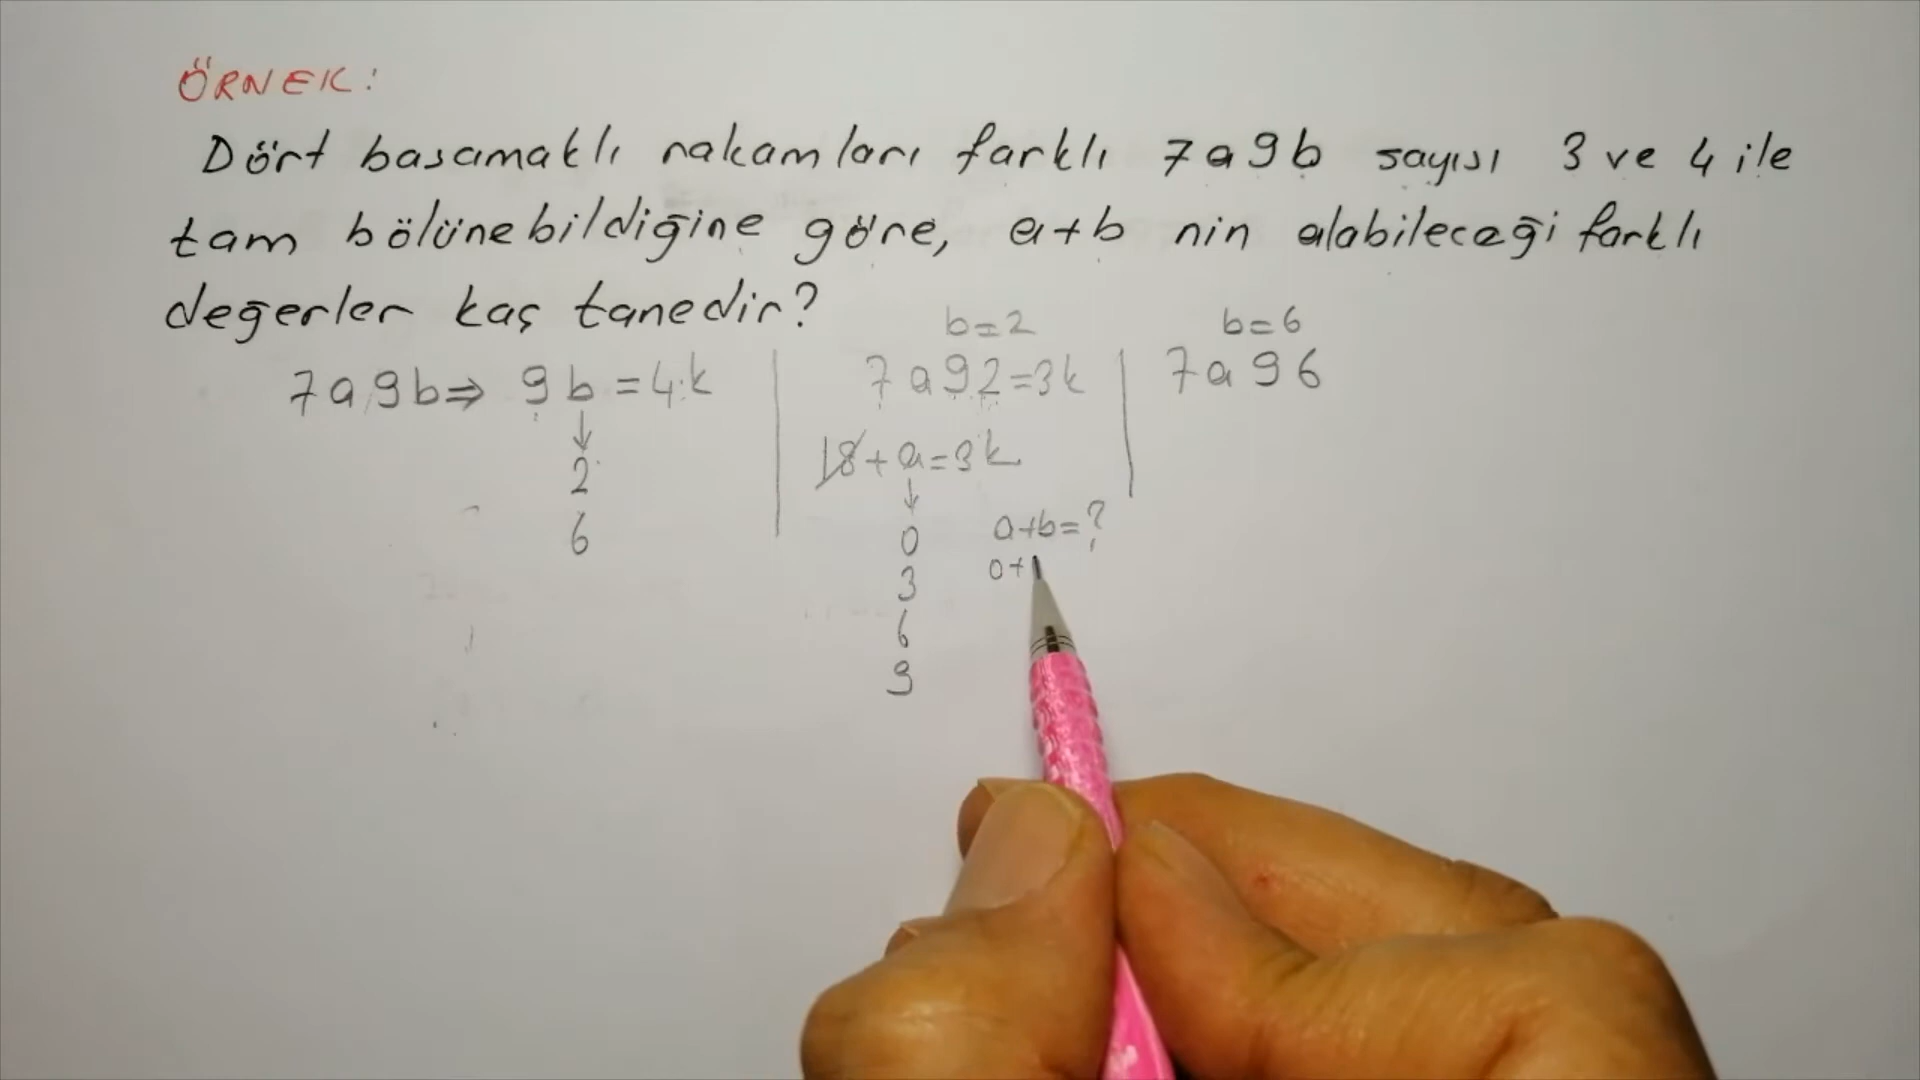 ÖRNEK:
Dört basamaklı rakamları farklı 7a9b sayısı 3 ve 4 ile
tam bölünebildiğine göre, a+b nin alabileceği farklı
değerler kaç tanedir?
7a9b ⇒ 9b = 4.k
↓
2
6
b=2
7a92=3k
18+a=3k
↓
0
3
6
9
a+b=?
0+
b=6
7a96